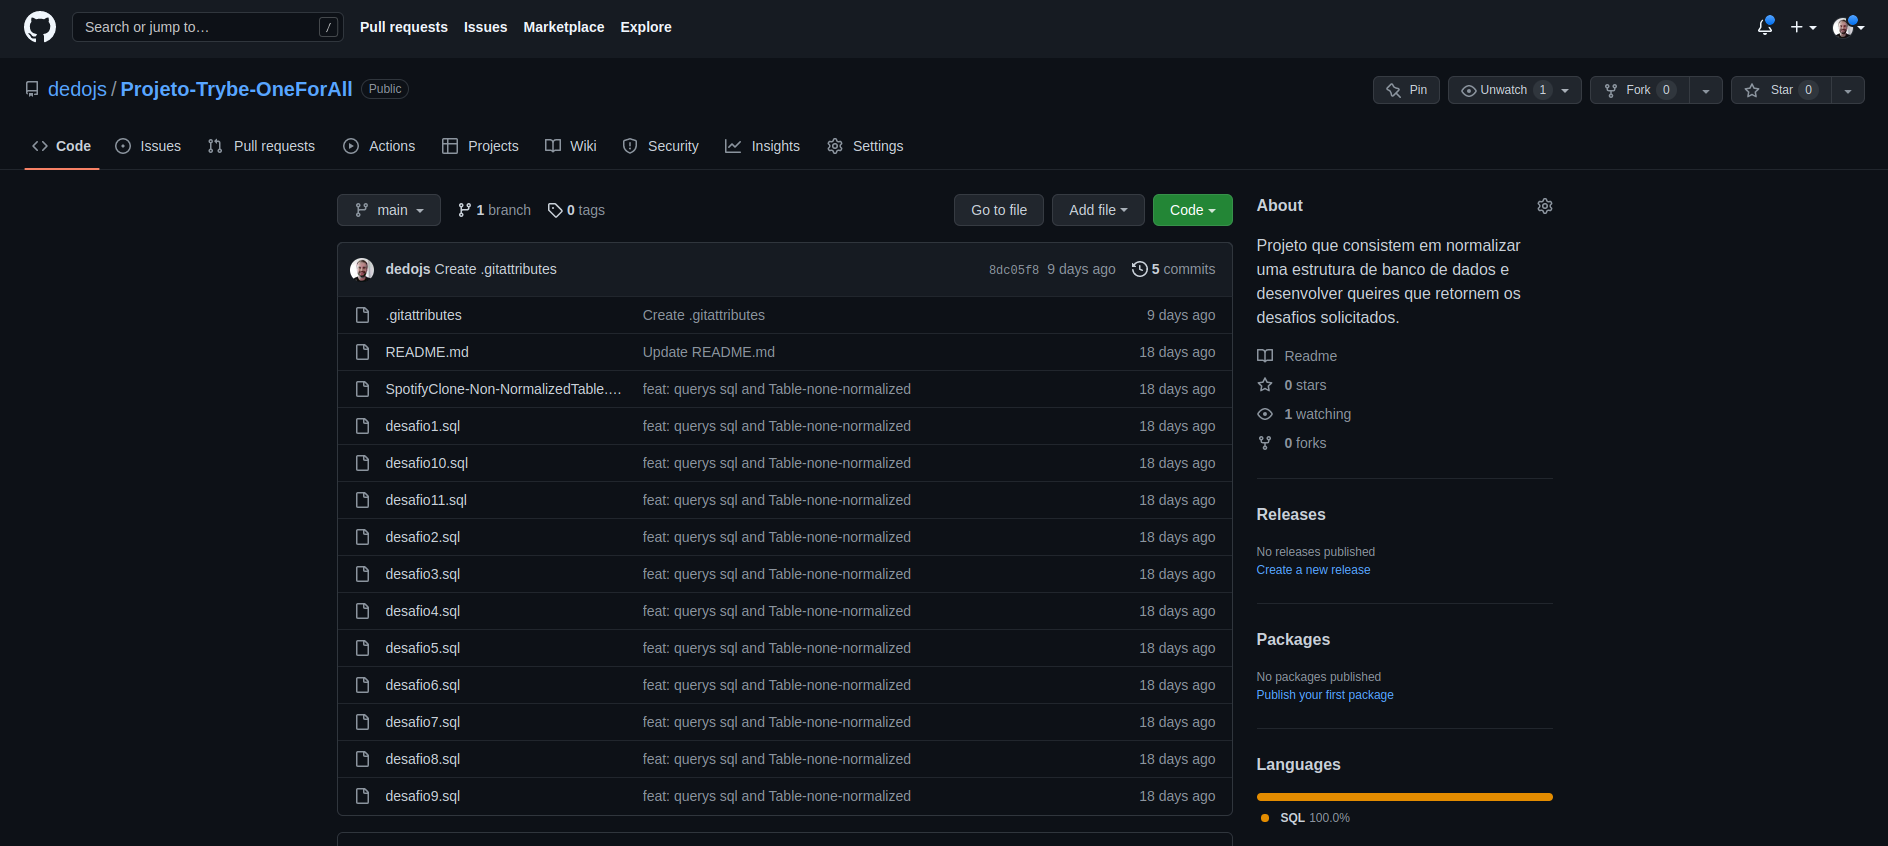 Search or jump to… / Pull requests Issues Marketplace Explore
dedojs / Projeto-Trybe-OneForAll Public Pin Unwatch 1 Fork 0 Star 0
Code Issues Pull requests Actions Projects Wiki Security Insights Settings
main 1 branch 0 tags Go to file Add file Code
dedojs Create .gitattributes 8dc05f8 9 days ago 5 commits
.gitattributes Create .gitattributes 9 days ago
README.md Update README.md 18 days ago
SpotifyClone-Non-NormalizedTable.… feat: querys sql and Table-none-normalized 18 days ago
desafio1.sql feat: querys sql and Table-none-normalized 18 days ago
desafio10.sql feat: querys sql and Table-none-normalized 18 days ago
desafio11.sql feat: querys sql and Table-none-normalized 18 days ago
desafio2.sql feat: querys sql and Table-none-normalized 18 days ago
desafio3.sql feat: querys sql and Table-none-normalized 18 days ago
desafio4.sql feat: querys sql and Table-none-normalized 18 days ago
desafio5.sql feat: querys sql and Table-none-normalized 18 days ago
desafio6.sql feat: querys sql and Table-none-normalized 18 days ago
desafio7.sql feat: querys sql and Table-none-normalized 18 days ago
desafio8.sql feat: querys sql and Table-none-normalized 18 days ago
desafio9.sql feat: querys sql and Table-none-normalized 18 days ago
About
Projeto que consistem em normalizar
uma estrutura de banco de dados e
desenvolver queires que retornem os
desafios solicitados.
Readme
0 stars
1 watching
0 forks
Releases
No releases published
Create a new release
Packages
No packages published
Publish your first package
Languages
SQL 100.0%